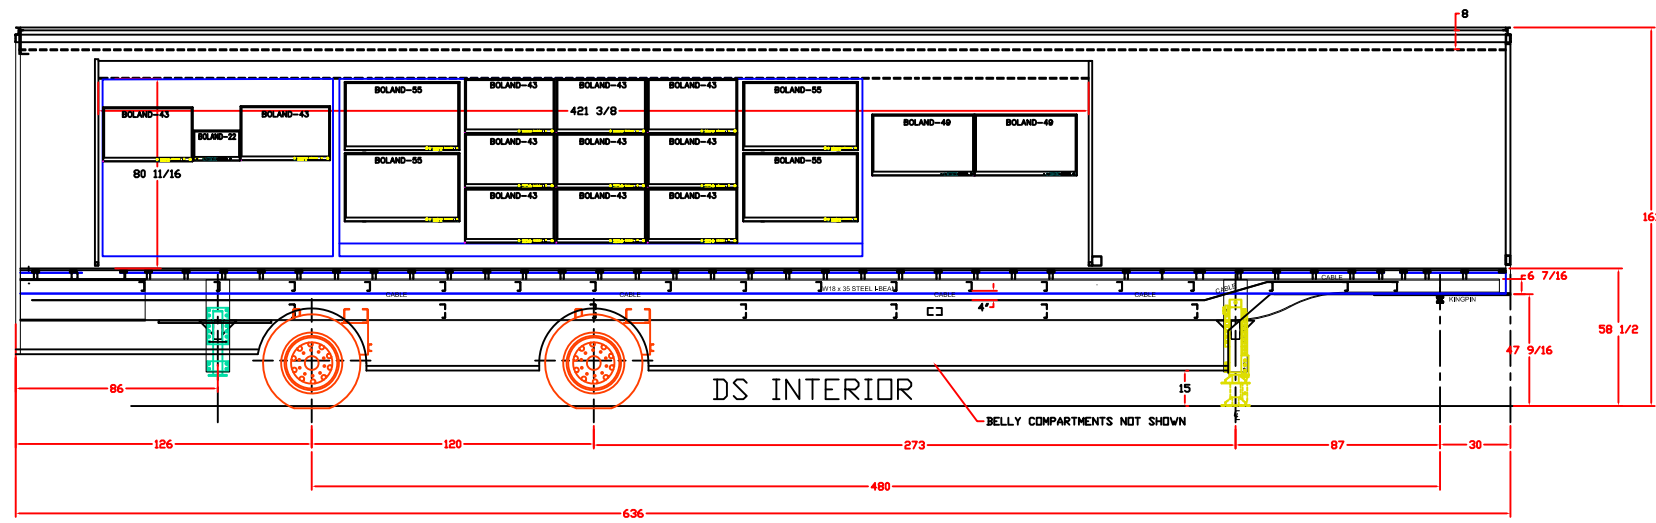 8
BOLAND-55
BOLAND-43
BOLAND-43
BOLAND-43
BOLAND-55
421 3/8
BOLAND-43
BOLAND-43
BOLAND-22
BOLAND-49
BOLAND-49
BOLAND-43
BOLAND-43
BOLAND-43
BOLAND-55
BOLAND-55
80 11/16
BOLAND-43
BOLAND-43
BOLAND-43
6 7/16
CABLE
W18 x 35 STEEL I-BEAM
CABLE
CABLE
CABLE
CABLE
CABLE
KINGPIN
4"
58 1/2
47 9/16
86
DS INTERIOR
15
BELLY COMPARTMENTS NOT SHOWN
126
120
273
87
30
480
636